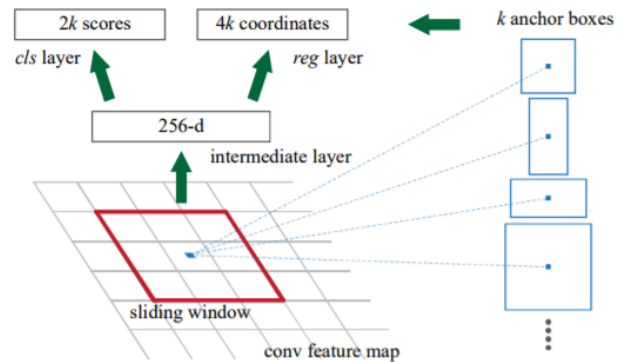 2k scores
4k coordinates
k anchor boxes
cls layer
reg layer
256-d
intermediate layer
sliding window
conv feature map